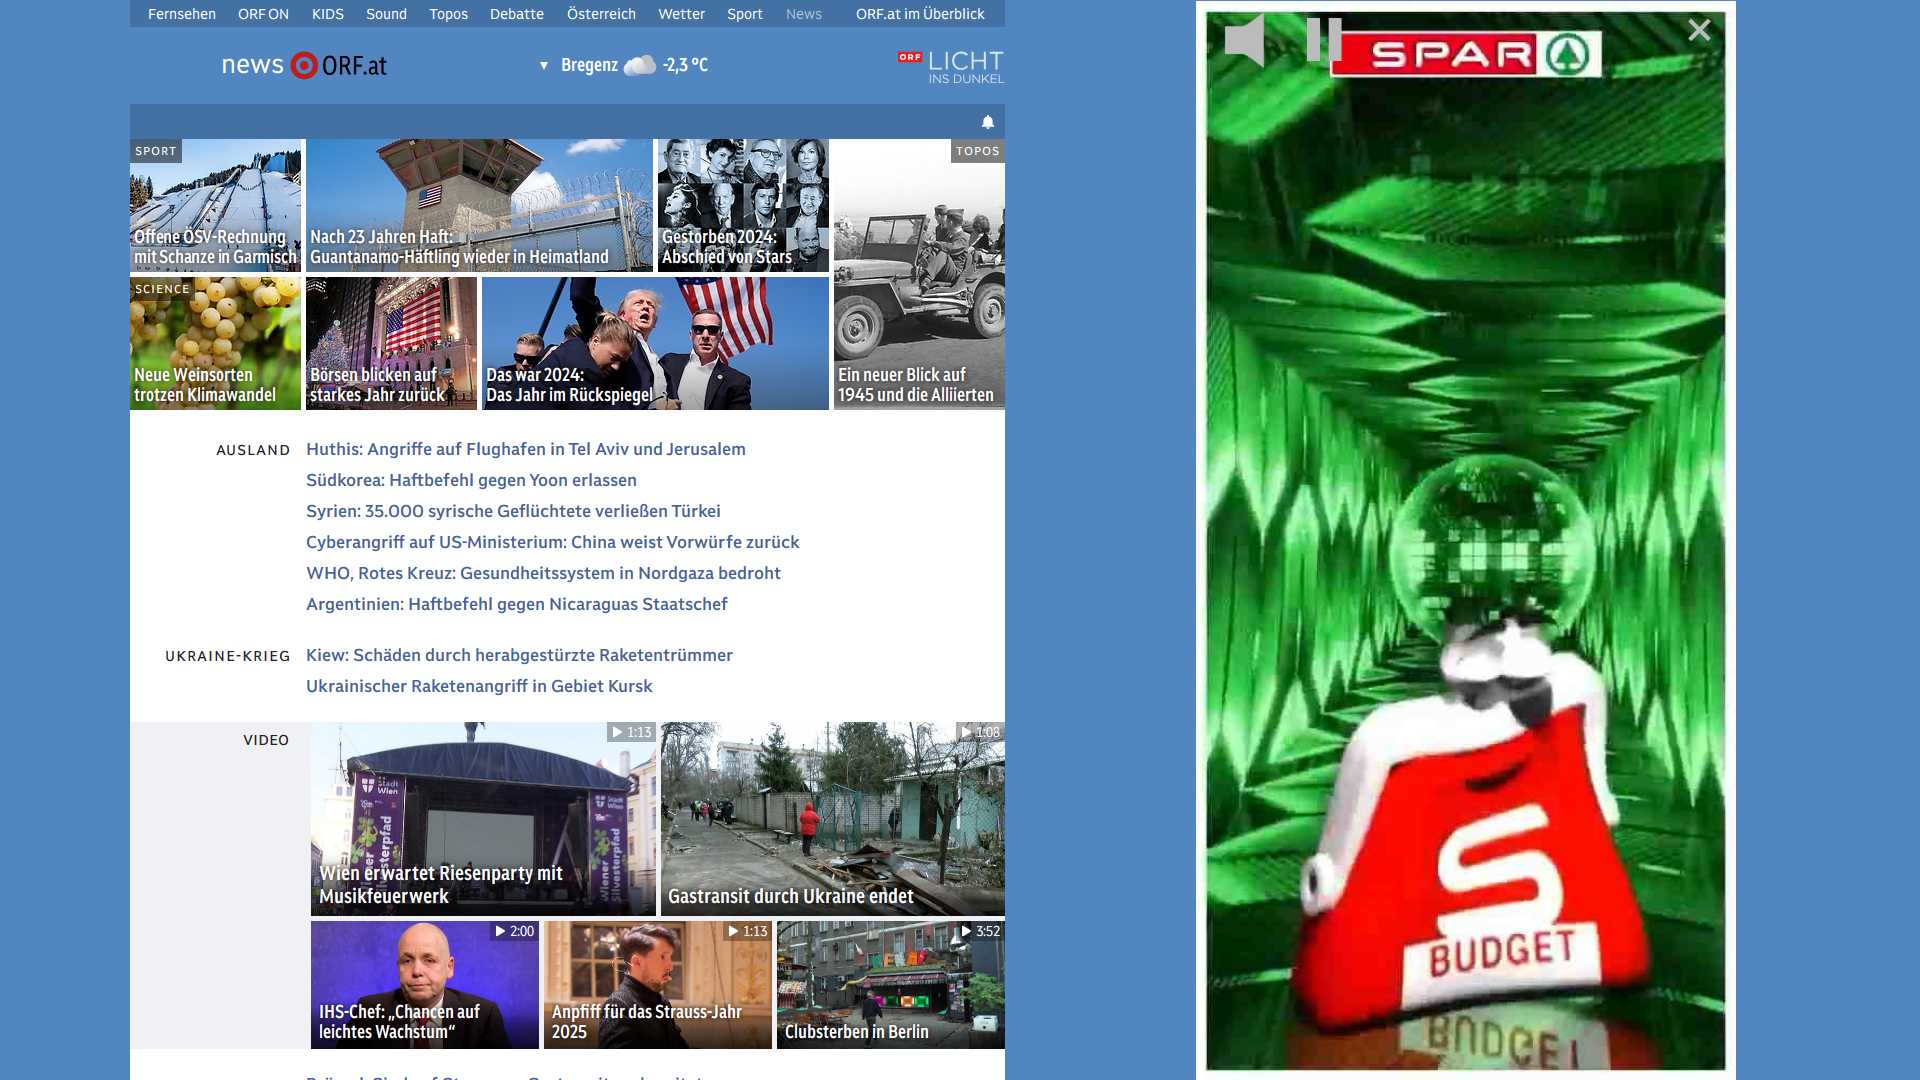 Fernsehen ORF ON KIDS Sound Topos Debatte Österreich Wetter Sport News ORF.at im Überblick
news ORF.at
Bregenz -2,3 °C
ORF LICHT
INS DUNKEL
SPORT
Offene ÖSV-Rechnung
mit Schanze in Garmisch
Nach 23 Jahren Haft:
Guantanamo-Häftling wieder in Heimatland
Gestorben 2024:
Abschied von Stars
TOPOS
Ein neuer Blick auf
1945 und die Alliierten
SCIENCE
Neue Weinsorten
trotzen Klimawandel
Börsen blicken auf
starkes Jahr zurück
Das war 2024:
Das Jahr im Rückspiegel
AUSLAND
Huthis: Angriffe auf Flughafen in Tel Aviv und Jerusalem
Südkorea: Haftbefehl gegen Yoon erlassen
Syrien: 35.000 syrische Geflüchtete verließen Türkei
Cyberangriff auf US-Ministerium: China weist Vorwürfe zurück
WHO, Rotes Kreuz: Gesundheitssystem in Nordgaza bedroht
Argentinien: Haftbefehl gegen Nicaraguas Staatschef
UKRAINE-KRIEG
Kiew: Schäden durch herabgestürzte Raketentrümmer
Ukrainischer Raketenangriff in Gebiet Kursk
VIDEO
1:13
Stadt
Wien
Stadt
Wien
Wiener
Silvesterpfad
Wiener
Silvesterpfad
Wien erwartet Riesenparty mit
Musikfeuerwerk
1:08
Gastransit durch Ukraine endet
2:00
IHS-Chef: „Chancen auf
leichtes Wachstum“
1:13
Anpfiff für das Strauss-Jahr
2025
3:52
Clubsterben in Berlin
SPAR
S
BUDGET